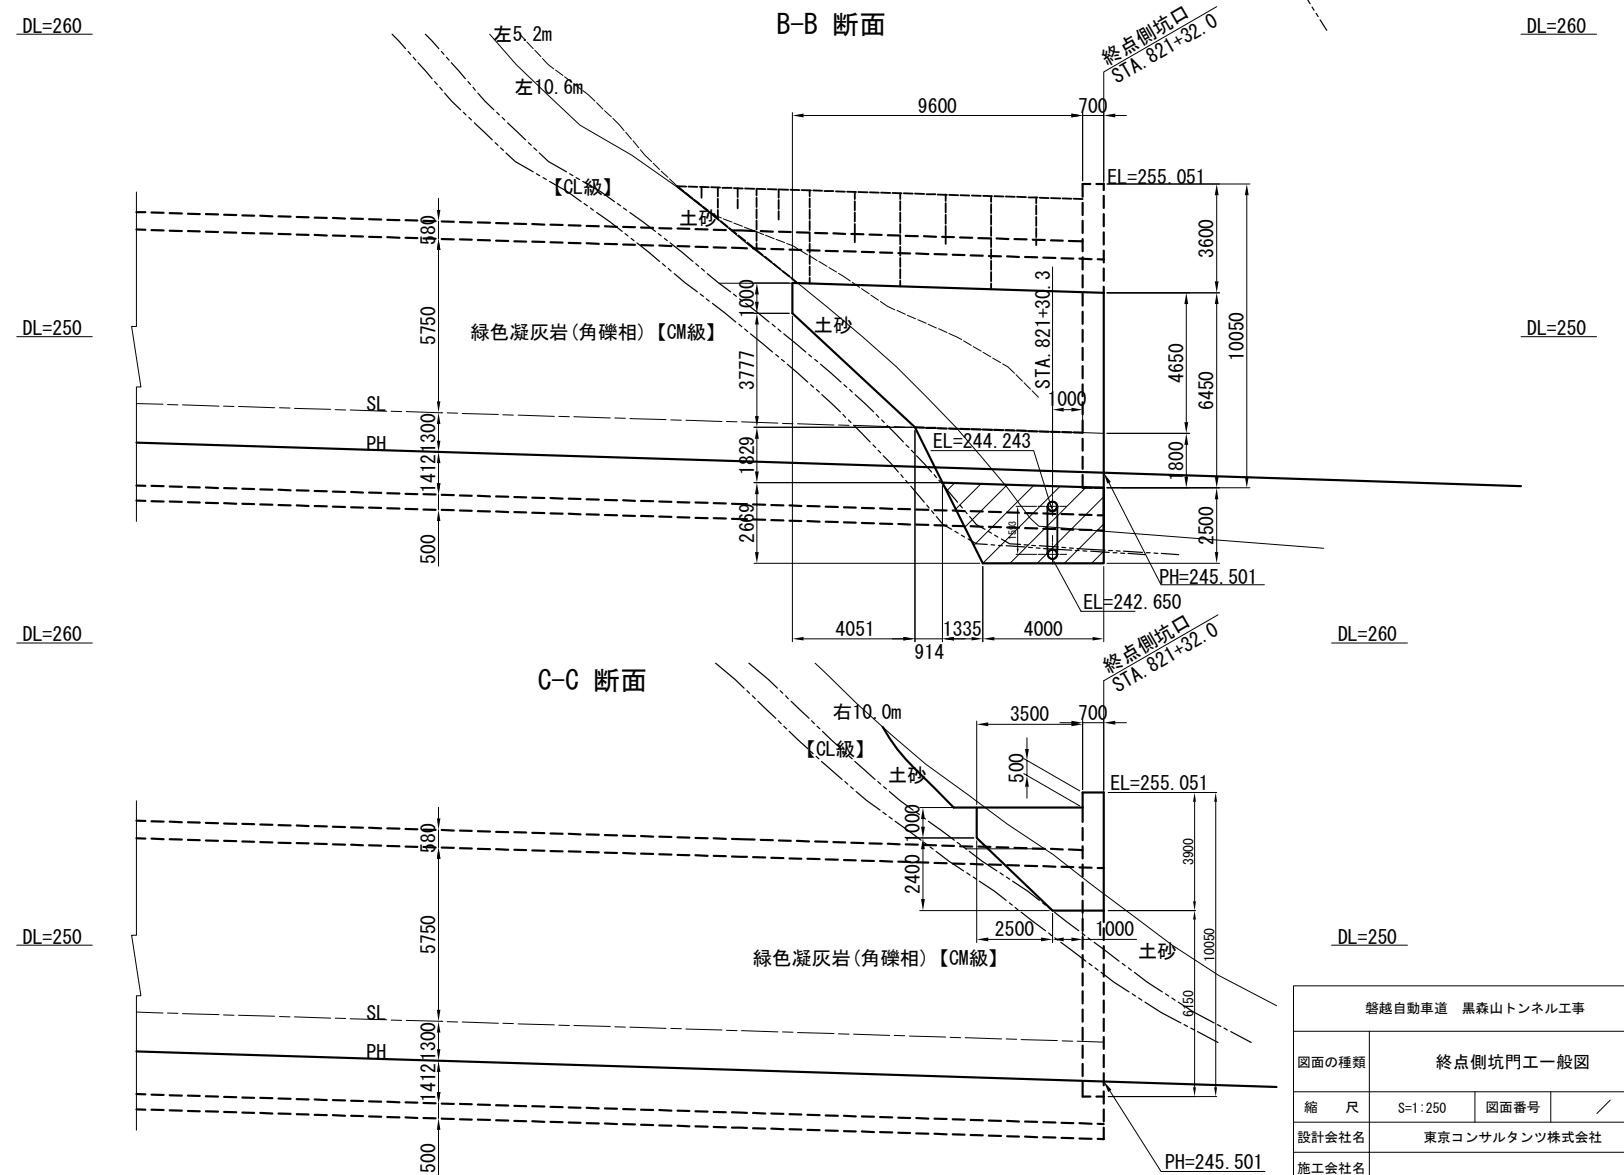 B-B 断面
DL=260
DL=260
左5.2m
左10.6m
終点側坑口
STA.821+32.0
9600
700
EL=255.051
【CL級】
土砂
580
3600
10050
STA.821+30.3
1000
土砂
緑色凝灰岩(角礫相)【CM級】
DL=250
DL=250
5750
3777
4650
6450
1000
SL
1300
PH
EL=244.243
1829
1800
1412
2669
2500
500
PH=245.501
EL=242.650
4051
914
1335
4000
DL=260
DL=260
C-C 断面
終点側坑口
STA.821+32.0
右10.0m
3500
700
【CL級】
土砂
500
EL=255.051
580
1000
2400
3900
2500
1000
DL=250
DL=250
5750
緑色凝灰岩(角礫相)【CM級】
土砂
10050
6150
SL
1300
PH
1412
500
PH=245.501
磐越自動車道 黒森山トンネル工事
図面の種類 終点側坑門工一般図
縮 尺 S=1:250 図面番号 ／
設計会社名 東京コンサルタンツ株式会社
施工会社名